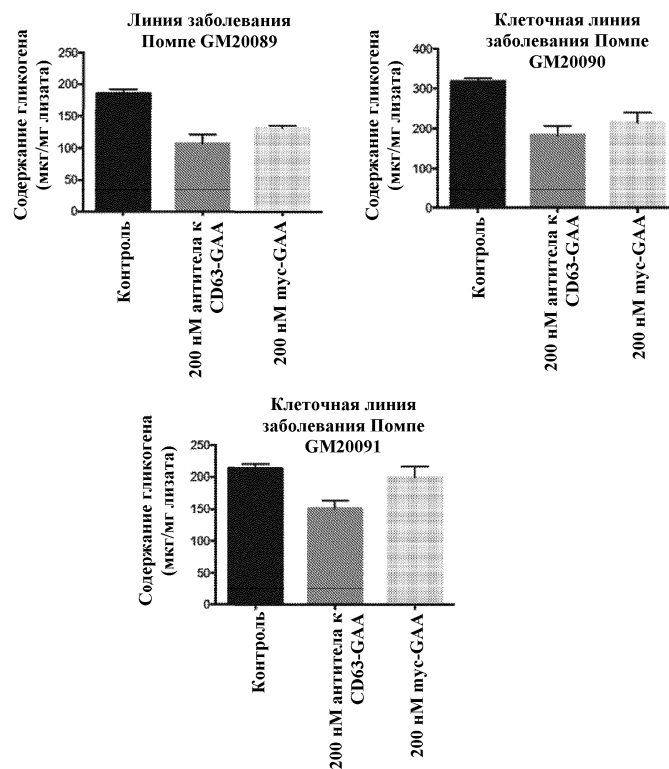 Линия заболевания
Помпе GM20089
Содержание гликогена
(мкг/мг лизата)
250
200
150
100
50
0
Контроль
200 нМ антитела к
CD63-GAA
200 нМ myc-GAA
Клеточная линия
заболевания Помпе
GM20090
Содержание гликогена
(мкг/мг лизата)
400
300
200
100
0
Контроль
200 нМ антитела к
CD63-GAA
200 нМ myc-GAA
Клеточная линия
заболевания Помпе
GM20091
Содержание гликогена
(мкг/мг лизата)
250
200
150
100
50
0
Контроль
200 нМ антитела к
CD63-GAA
200 нМ myc-GAA